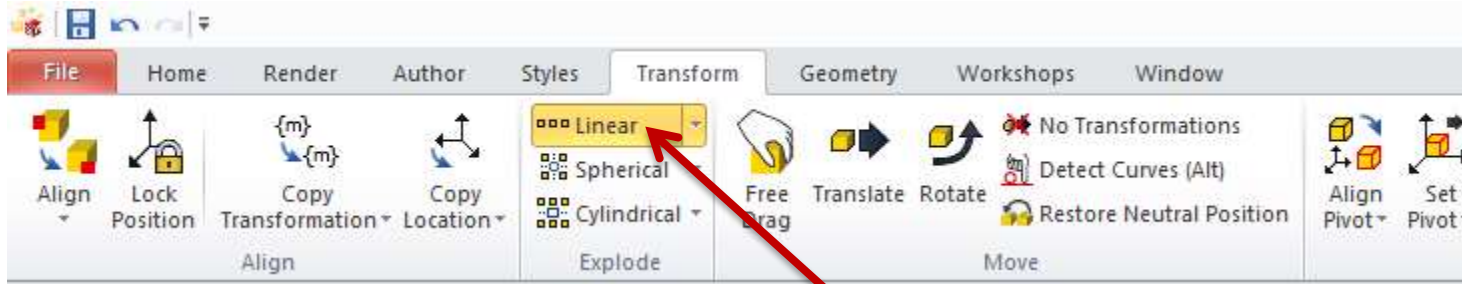 File Home Render Author Styles Transform Geometry Workshops Window
Align
Lock
Position
{m}
{m}
Copy
Transformation
Copy
Location
Linear
Spherical
Cylindrical
Free
Drag
Translate
Rotate
No Transformations
Detect Curves (Alt)
Restore Neutral Position
Align
Pivot
Set
Pivot
Align Explode Move